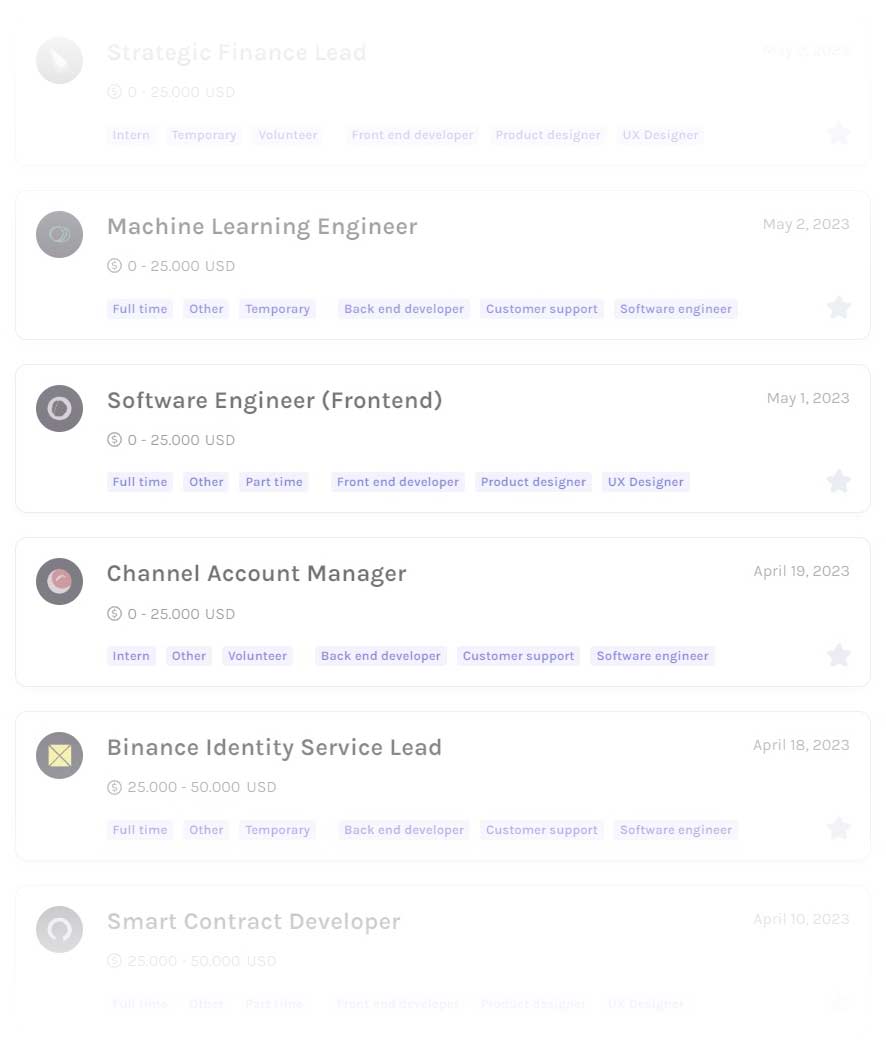 Strategic Finance Lead May 2, 2023
0 - 25.000 USD
Intern Temporary Volunteer Front end developer Product designer UX Designer
Machine Learning Engineer May 2, 2023
0 - 25.000 USD
Full time Other Temporary Back end developer Customer support Software engineer
Software Engineer (Frontend) May 1, 2023
0 - 25.000 USD
Full time Other Part time Front end developer Product designer UX Designer
Channel Account Manager April 19, 2023
0 - 25.000 USD
Intern Other Volunteer Back end developer Customer support Software engineer
Binance Identity Service Lead April 18, 2023
25.000 - 50.000 USD
Full time Other Temporary Back end developer Customer support Software engineer
Smart Contract Developer April 10, 2023
25.000 - 50.000 USD
Full time Other Part time Front end developer Product designer UX Designer